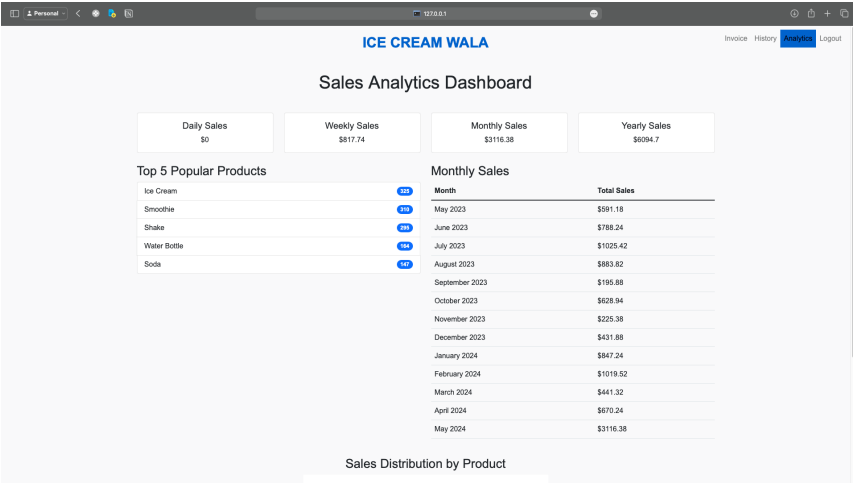 Personal
127.0.0.1
ICE CREAM WALA
Invoice History Analytics Logout
Sales Analytics Dashboard
Daily Sales
$0
Weekly Sales
$817.74
Monthly Sales
$3116.38
Yearly Sales
$6094.7
Top 5 Popular Products
Ice Cream 325
Smoothie 310
Shake 295
Water Bottle 164
Soda 147
Monthly Sales
Month Total Sales
May 2023 $591.18
June 2023 $788.24
July 2023 $1025.42
August 2023 $883.82
September 2023 $195.88
October 2023 $628.94
November 2023 $225.38
December 2023 $431.88
January 2024 $847.24
February 2024 $1019.52
March 2024 $441.32
April 2024 $670.24
May 2024 $3116.38
Sales Distribution by Product